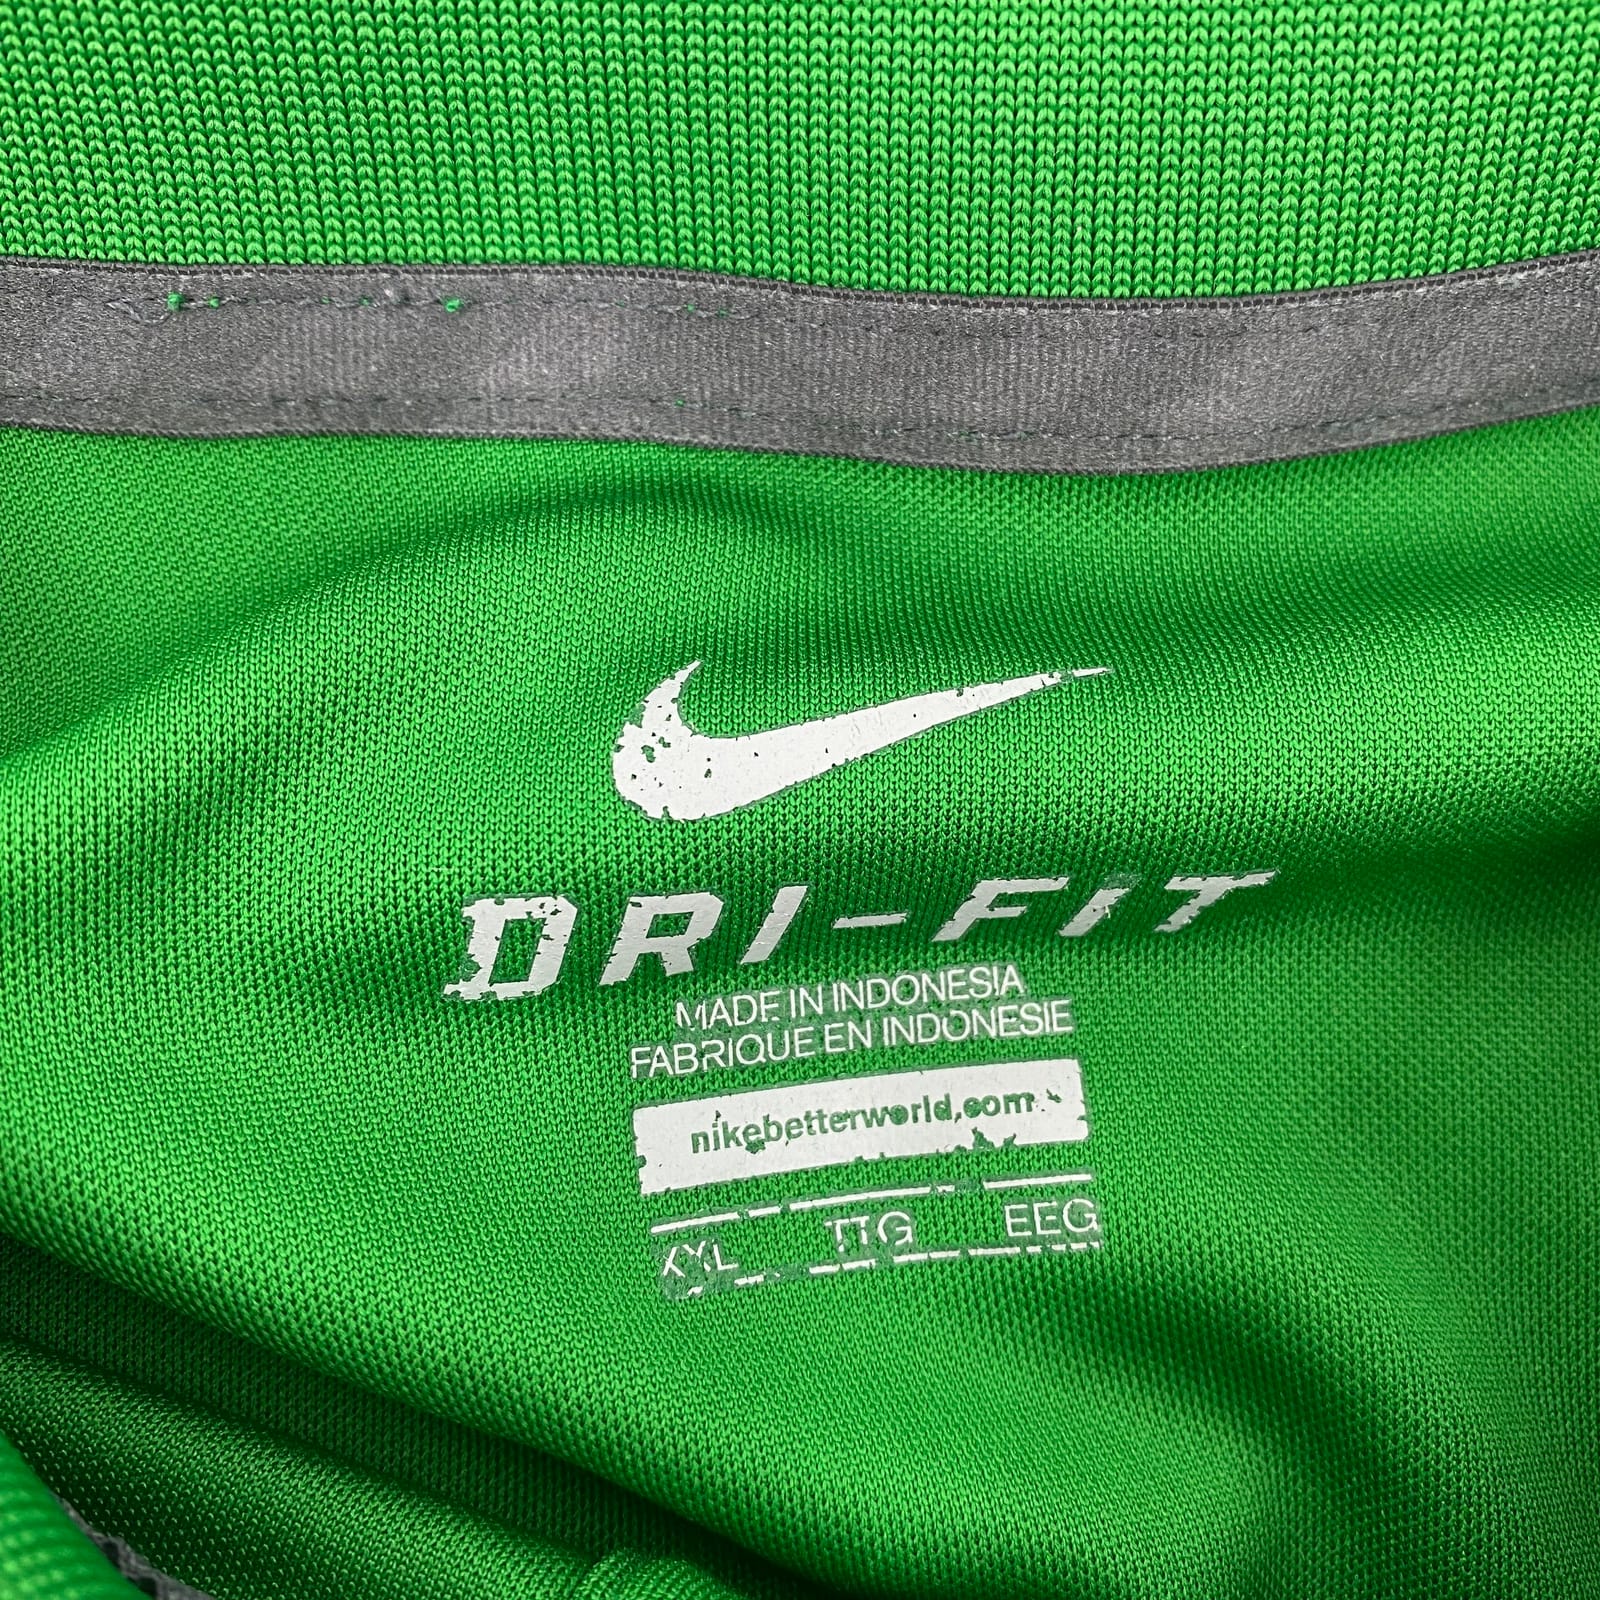 DRI-FIT
MADE IN INDONESIA
FABRIQUE EN INDONESIE
nikebetterworld.com
XXL TTG EEG